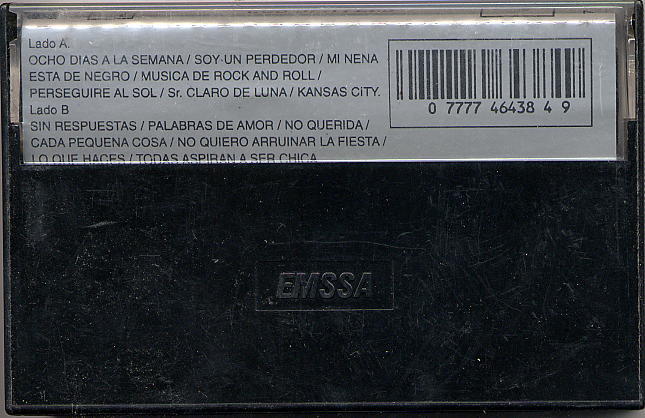 Lado A.
OCHO DIAS A LA SEMANA / SOY UN PERDEDOR / MI NENA
ESTA DE NEGRO / MUSICA DE ROCK AND ROLL /
PERSEGUIRE AL SOL / Sr. CLARO DE LUNA / KANSAS CITY.
Lado B
SIN RESPUESTAS / PALABRAS DE AMOR / NO QUERIDA /
CADA PEQUENA COSA / NO QUIERO ARRUINAR LA FIESTA /
LO QUE HACES / TODAS ASPIRAN A SER CHICA
0 7777 46438 4 9
EMSSA